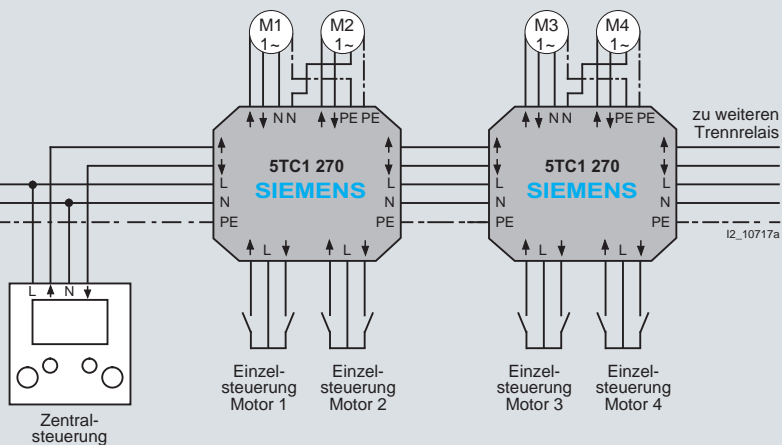 M1
1~
M2
1~
M3
1~
M4
1~
↑ ↓ N N ↑ ↓ PE PE
↑ ↓ N N ↑ ↓ PE PE
zu weiteren
Trennrelais
↑ ↑
↓ ↓
L L
N N
PE PE
5TC1 270
SIEMENS
↑ ↑
↓ ↓
L L
N N
PE PE
5TC1 270
SIEMENS
I2_10717a
↑ L ↓ ↑ L ↓
↑ L ↓ ↑ L ↓
L ↑ N ↓
Zentral-
steuerung
Einzel-
steuerung
Motor 1
Einzel-
steuerung
Motor 2
Einzel-
steuerung
Motor 3
Einzel-
steuerung
Motor 4